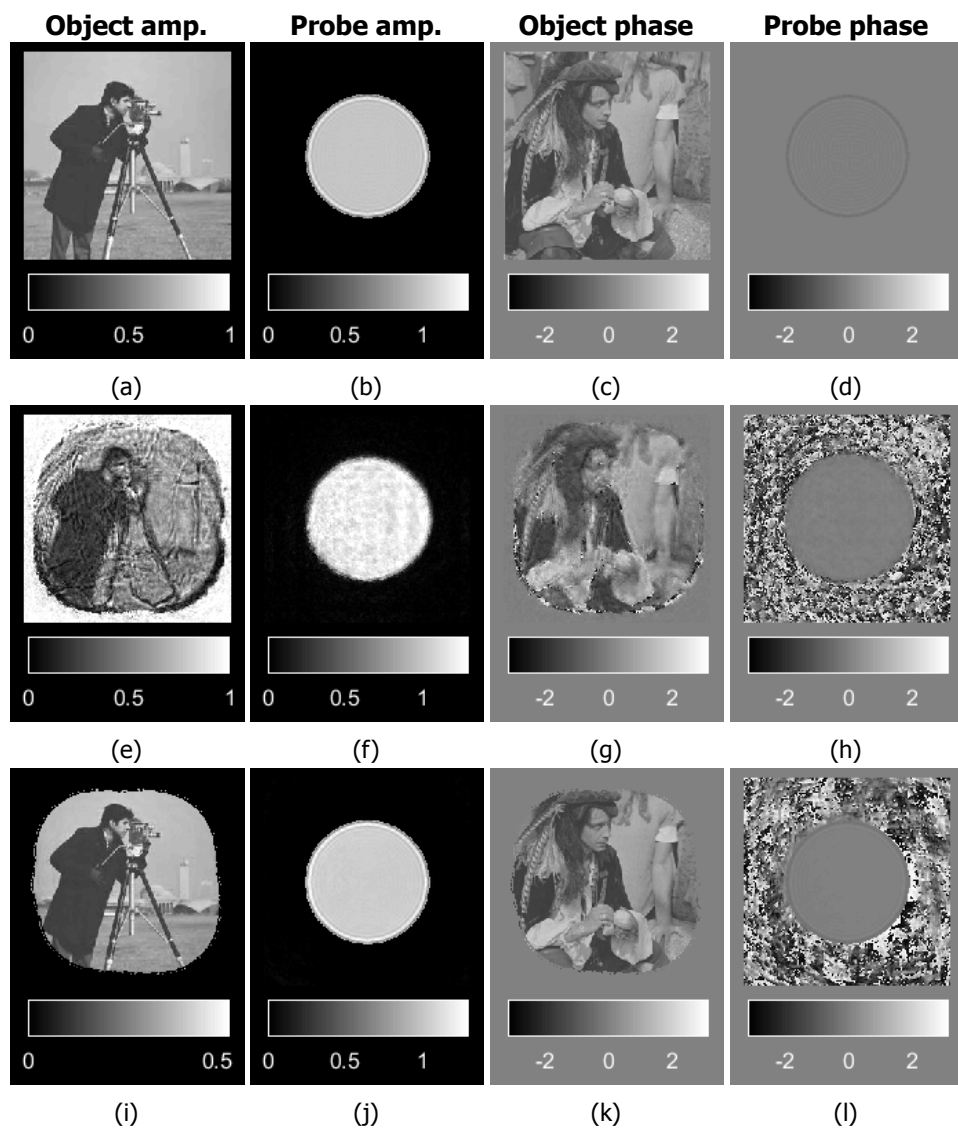 Object amp. Probe amp. Object phase Probe phase
0 0.5 1 0 0.5 1 -2 0 2 -2 0 2
(a) (b) (c) (d)
0 0.5 1 0 0.5 1 -2 0 2 -2 0 2
(e) (f) (g) (h)
0 0.5 0 0.5 1 -2 0 2 -2 0 2
(i) (j) (k) (l)